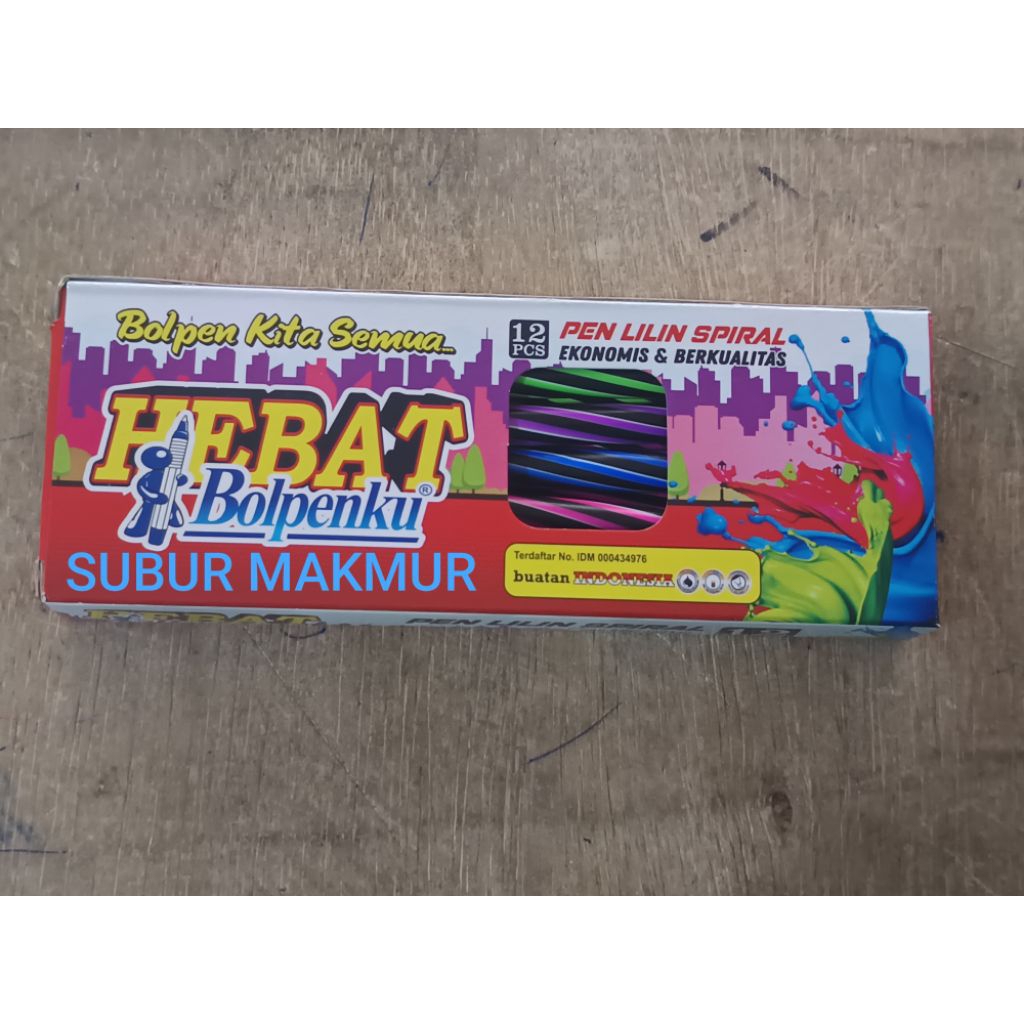 Bolpen Kita Semua...
HEBAT
Bolpenku®
SUBUR MAKMUR
12
PCS
PEN LILIN SPIRAL
EKONOMIS & BERKUALITAS
Terdaftar No. IDM 000434976
buatan INDONESIA
HEBAT
PEN LILIN SPIRAL